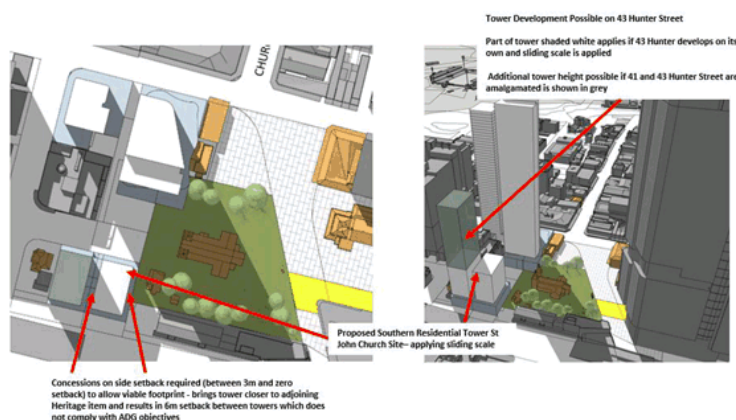 Tower Development Possible on 43 Hunter Street
Part of tower shaded white applies if 43 Hunter develops on its
own and sliding scale is applied
Additional tower height possible if 41 and 43 Hunter Street are
amalgamated is shown in grey
CHUR
Proposed Southern Residential Tower St
John Church Site– applying sliding scale
Concessions on side setback required (between 3m and zero
setback) to allow viable footprint - brings tower closer to adjoining
Heritage item and results in 6m setback between towers which does
not comply with ADG objectives